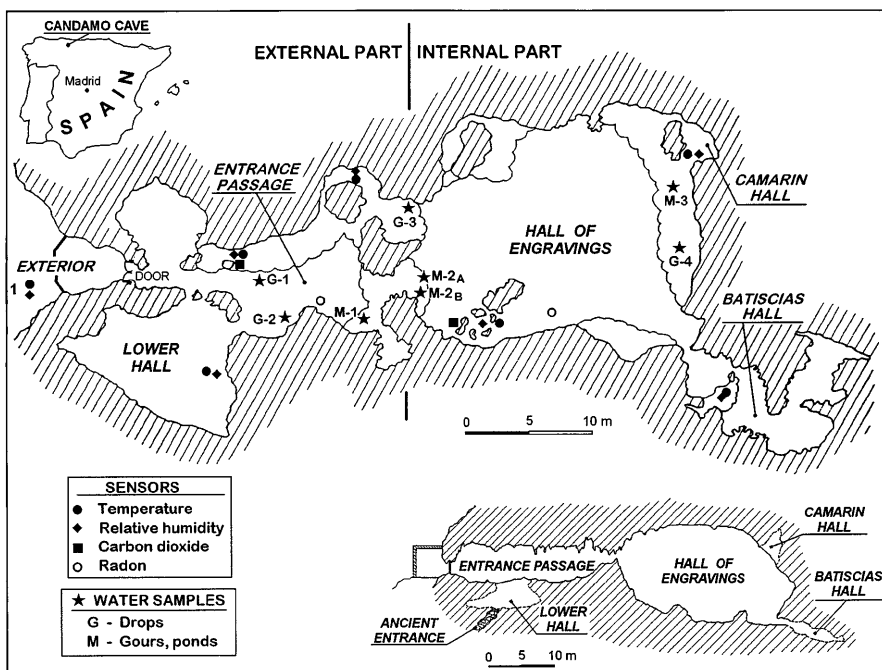 CANDAMO CAVE
Madrid
SPAIN
EXTERNAL PART
INTERNAL PART
ENTRANCE
PASSAGE
G-3
HALL OF
ENGRAVINGS
M-3
CAMARIN
HALL
G-4
EXTERIOR
DOOR
1
G-1
M-2A
M-2B
G-2
M-1
BATISCIAS
HALL
LOWER
HALL
0 5 10 m
SENSORS
Temperature
Relative humidity
Carbon dioxide
Radon
WATER SAMPLES
G - Drops
M - Gours, ponds
CAMARIN
HALL
ENTRANCE PASSAGE
HALL OF
ENGRAVINGS
BATISCIAS
HALL
ANCIENT
ENTRANCE
LOWER
HALL
0 5 10 m